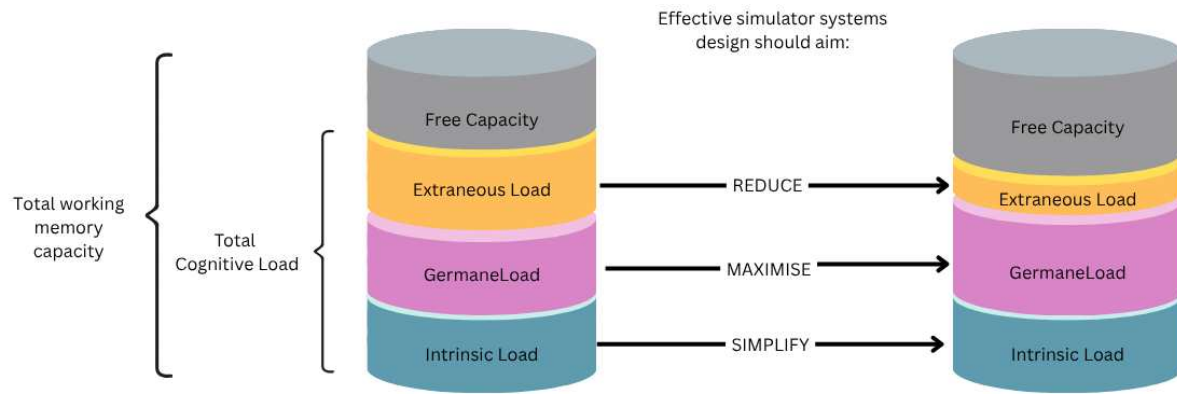 Effective simulator systems
design should aim:
Total working
memory
capacity
Total
Cognitive Load
Free Capacity
Extraneous Load
GermaneLoad
Intrinsic Load
REDUCE
MAXIMISE
SIMPLIFY
Free Capacity
Extraneous Load
GermaneLoad
Intrinsic Load